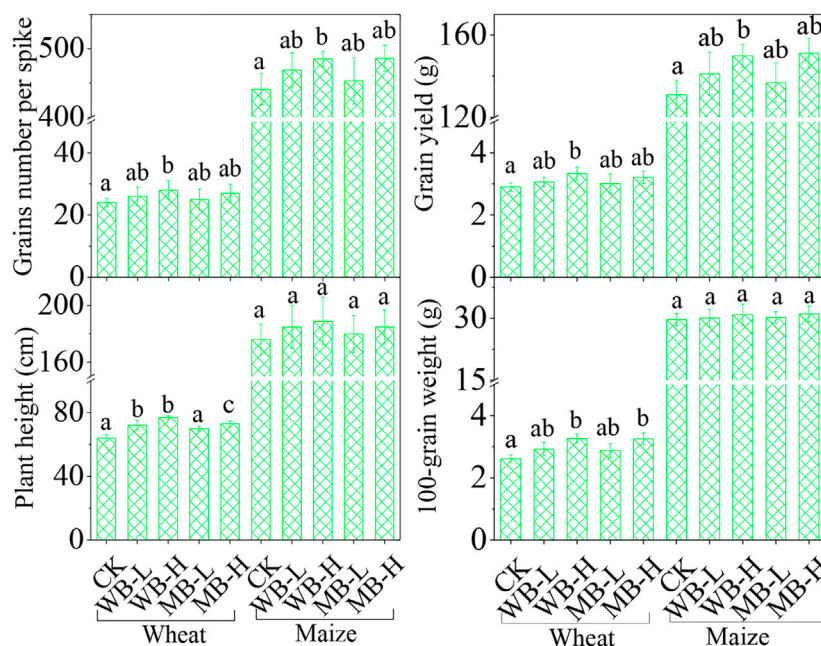 Grains number per spike
500
400
40
20
0
a ab b ab ab
a ab b ab ab
Grain yield (g)
160
120
4
2
0
a ab b ab ab
a ab b ab ab
Plant height (cm)
200
160
80
40
0
a b b a c
a a a a a
100-grain weight (g)
30
15
4
2
0
a ab b ab b
a a a a a
CK WB-L WB-H MB-L MB-H CK WB-L WB-H MB-L MB-H
Wheat Maize
CK WB-L WB-H MB-L MB-H CK WB-L WB-H MB-L MB-H
Wheat Maize